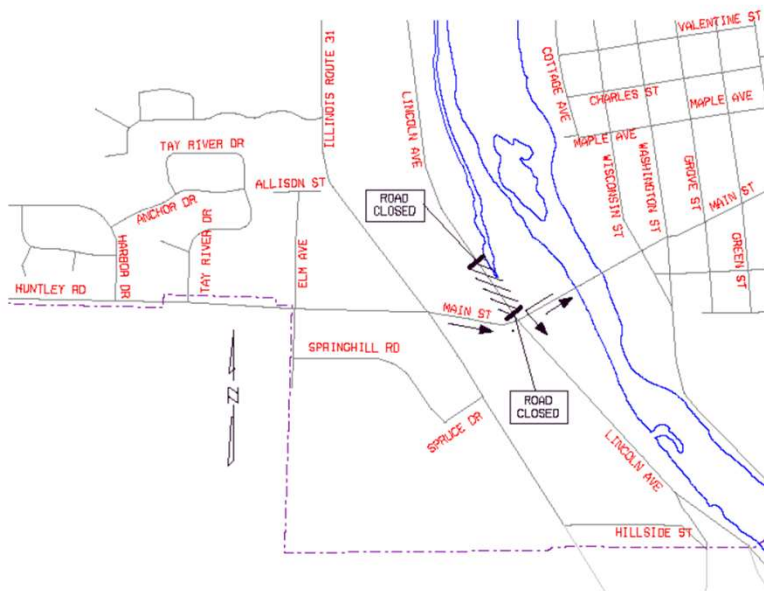 VALENTINE ST
COTTAGE AVE
ILLINOIS ROUTE 31
LINCOLN AVE
CHARLES ST
MAPLE AVE
MAPLE AVE
TAY RIVER DR
WISCONSIN ST
WASHINGTON ST
GROVE ST
MAIN ST
ALLISON ST
ROAD
CLOSED
ANCHOR DR
TAY RIVER DR
HARBOR DR
ELM AVE
GREEN ST
HUNTLEY RD
MAIN ST
SPRINGHILL RD
N
ROAD
CLOSED
SPRUCE DR
LINCOLN AVE
HILLSIDE ST